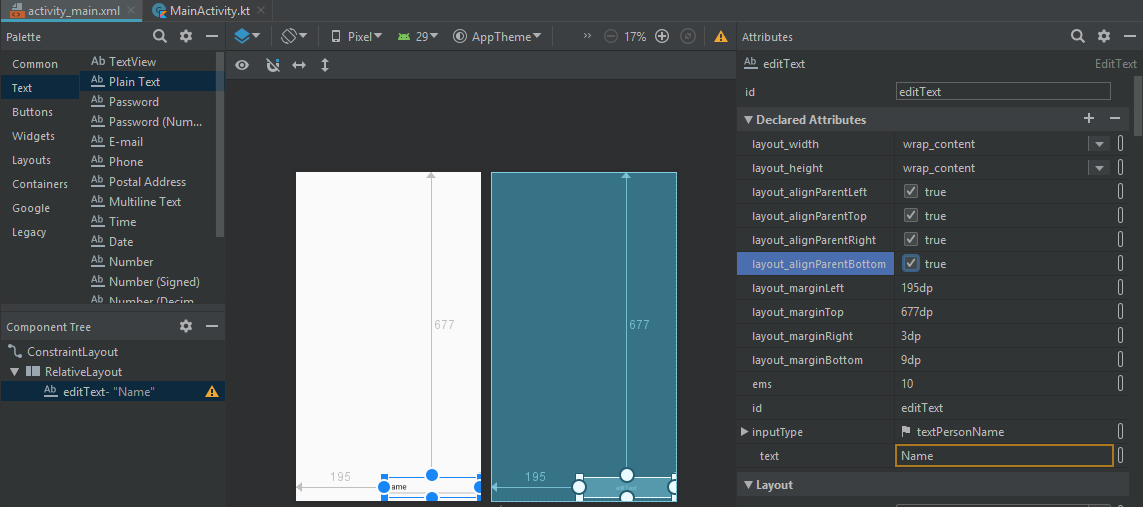 activity_main.xml
MainActivity.kt
Palette
Pixel
29
AppTheme
17%
Attributes
Common
Text
Buttons
Widgets
Layouts
Containers
Google
Legacy
Ab TextView
Ab Plain Text
Ab Password
Ab Password (Num...
Ab E-mail
Ab Phone
Ab Postal Address
Ab Multiline Text
Ab Time
Ab Date
Ab Number
Ab Number (Signed)
Ab Number (Decim
Component Tree
ConstraintLayout
RelativeLayout
Ab editText- "Name"
677
195
ame
677
195
editText
Ab editText
EditText
id
editText
Declared Attributes
layout_width
wrap_content
layout_height
wrap_content
layout_alignParentLeft
true
layout_alignParentTop
true
layout_alignParentRight
true
layout_alignParentBottom
true
layout_marginLeft
195dp
layout_marginTop
677dp
layout_marginRight
3dp
layout_marginBottom
9dp
ems
10
id
editText
inputType
textPersonName
text
Name
Layout